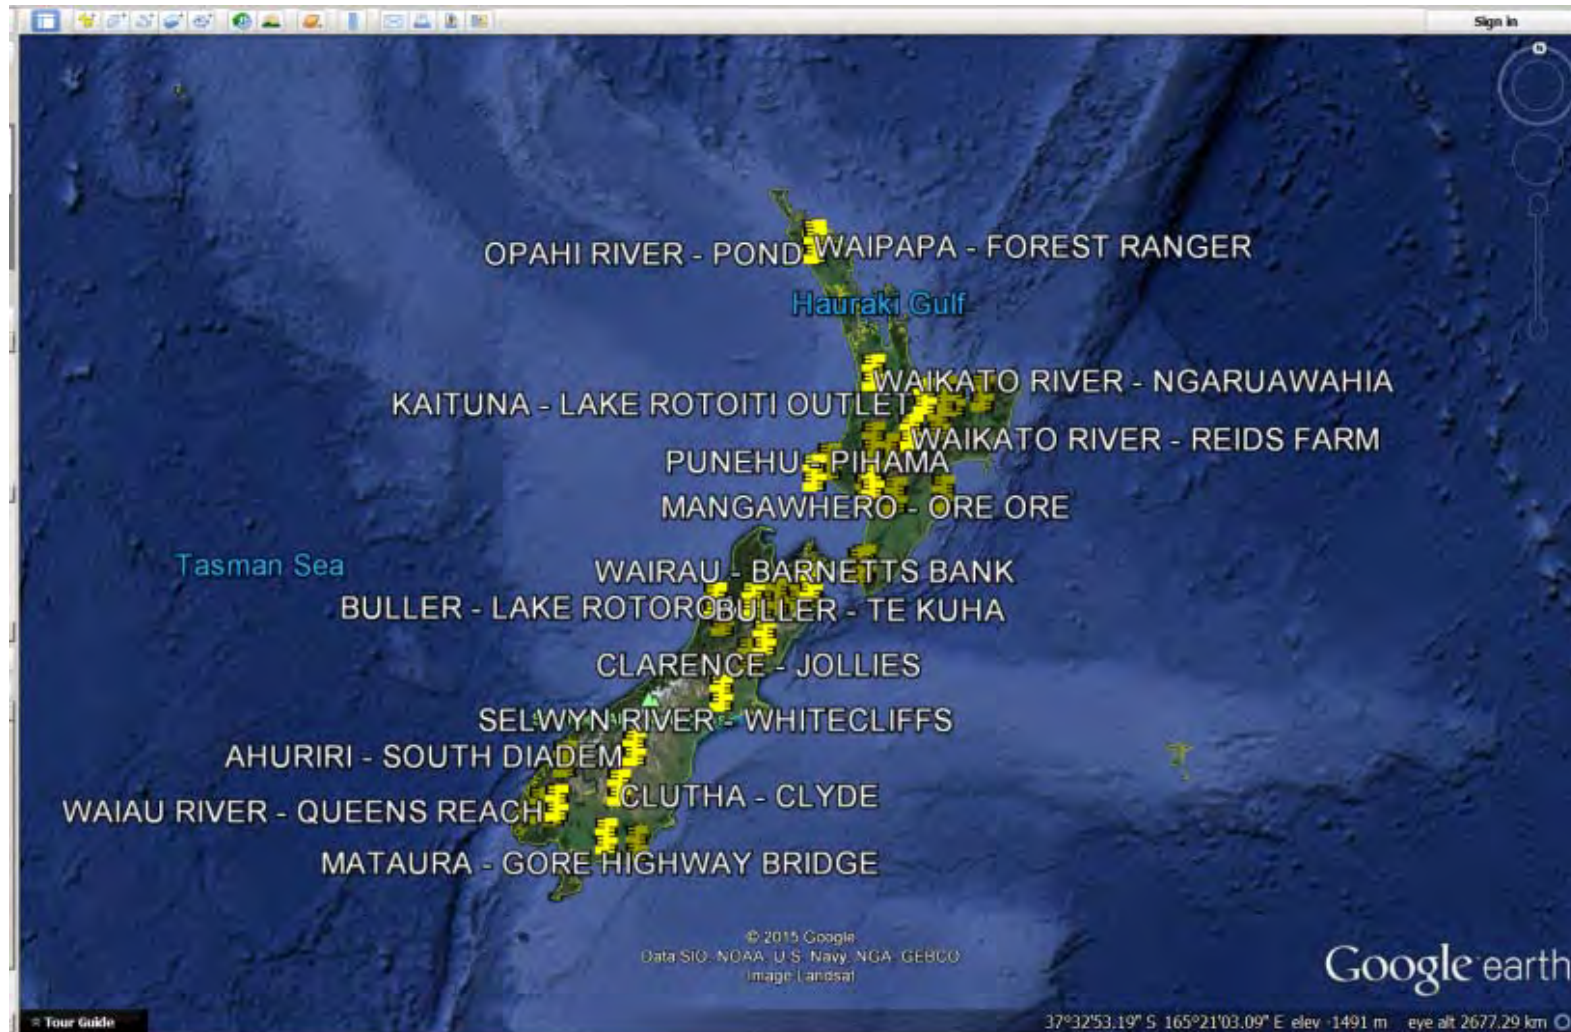 Sign in
N
OPAHI RIVER - POND
WAIPAPA - FOREST RANGER
Hauraki Gulf
WAIKATO RIVER - NGARUAWAHIA
KAITUNA - LAKE ROTOITI OUTLET
WAIKATO RIVER - REIDS FARM
PUNEHU - PIHAMA
MANGAWHERO - ORE ORE
Tasman Sea
WAIRAU - BARNETTS BANK
BULLER - LAKE ROTORO
BULLER - TE KUHA
CLARENCE - JOLLIES
SELWYN RIVER - WHITECLIFFS
AHURIRI - SOUTH DIADEM
CLUTHA - CLYDE
WAIAU RIVER - QUEENS REACH
MATAURA - GORE HIGHWAY BRIDGE
© 2015 Google
Data SIO, NOAA, U.S. Navy, NGA, GEBCO
Image Landsat
Google earth
Tour Guide
37°32'53.19" S 165°21'03.09" E elev -1491 m eye alt 2677.29 km